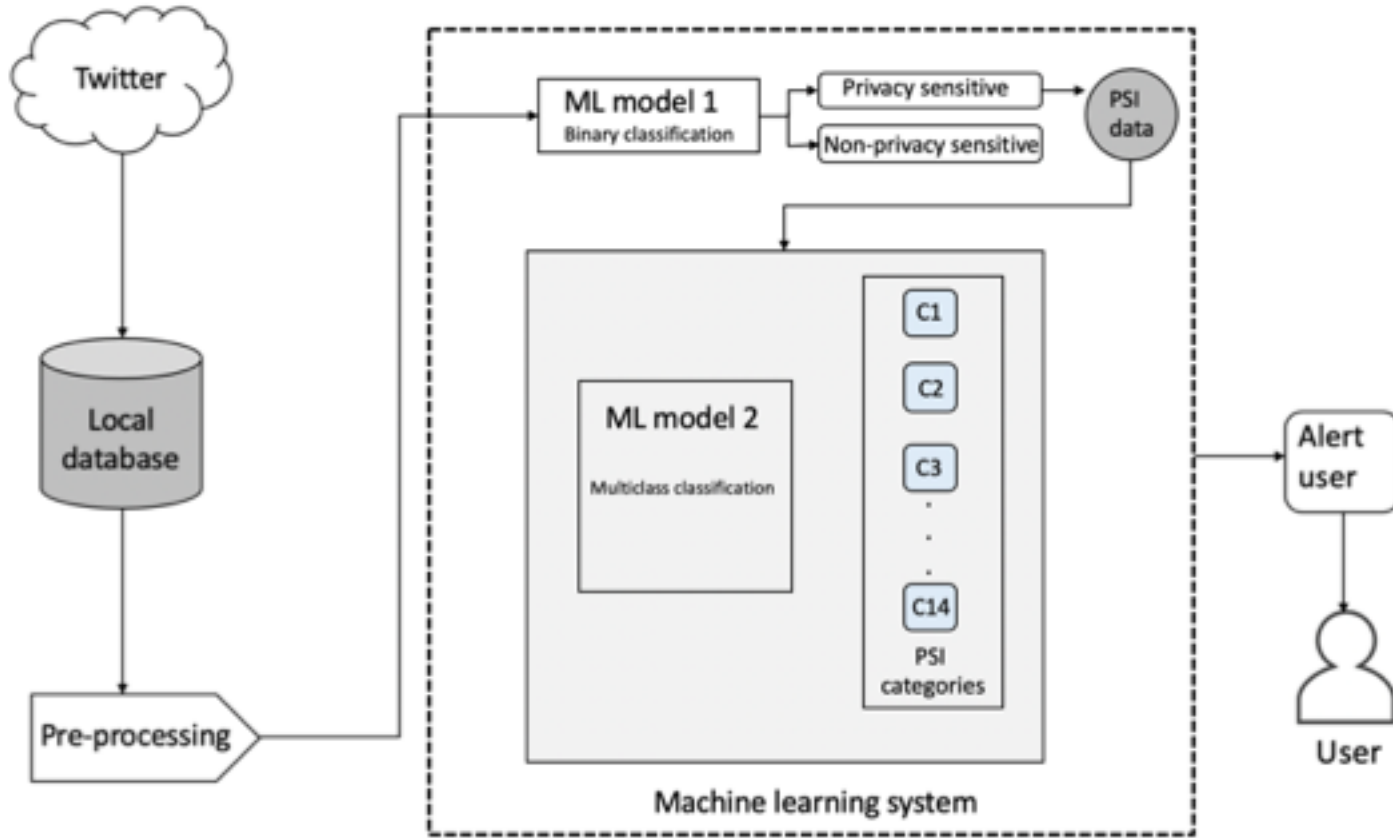 Twitter
Local
database
Pre-processing
ML model 1
Binary classification
Privacy sensitive
Non-privacy sensitive
PSI
data
ML model 2
Multiclass classification
C1
C2
C3
.
.
.
C14
PSI
categories
Machine learning system
Alert
user
User